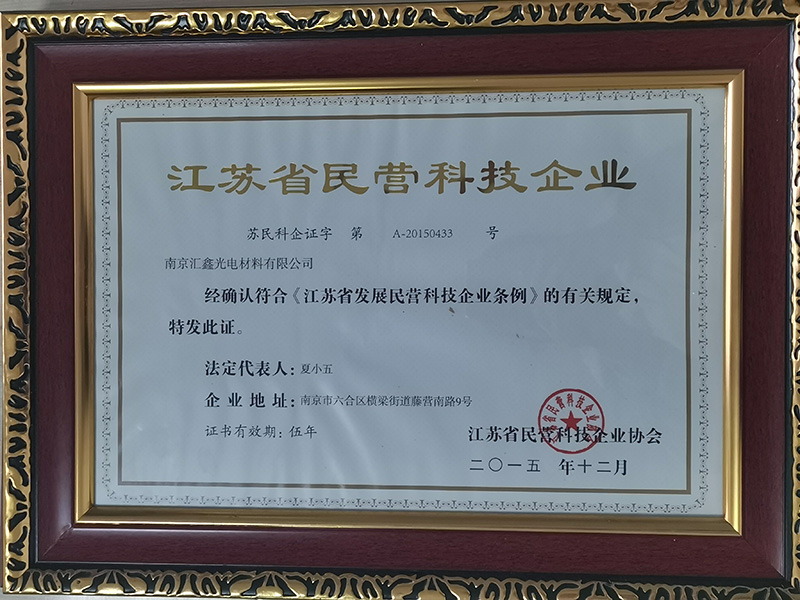 江苏省民营科技企业
苏民科企证字 第 A-20150433 号
南京汇鑫光电材料有限公司
经确认符合《江苏省发展民营科技企业条例》的有关规定，
特发此证。
法定代表人：夏小五
企业地址：南京市六合区横梁街道藤营南路9号
证书有效期：伍年
江苏省民营科技企业协会
二〇一五 年十二月